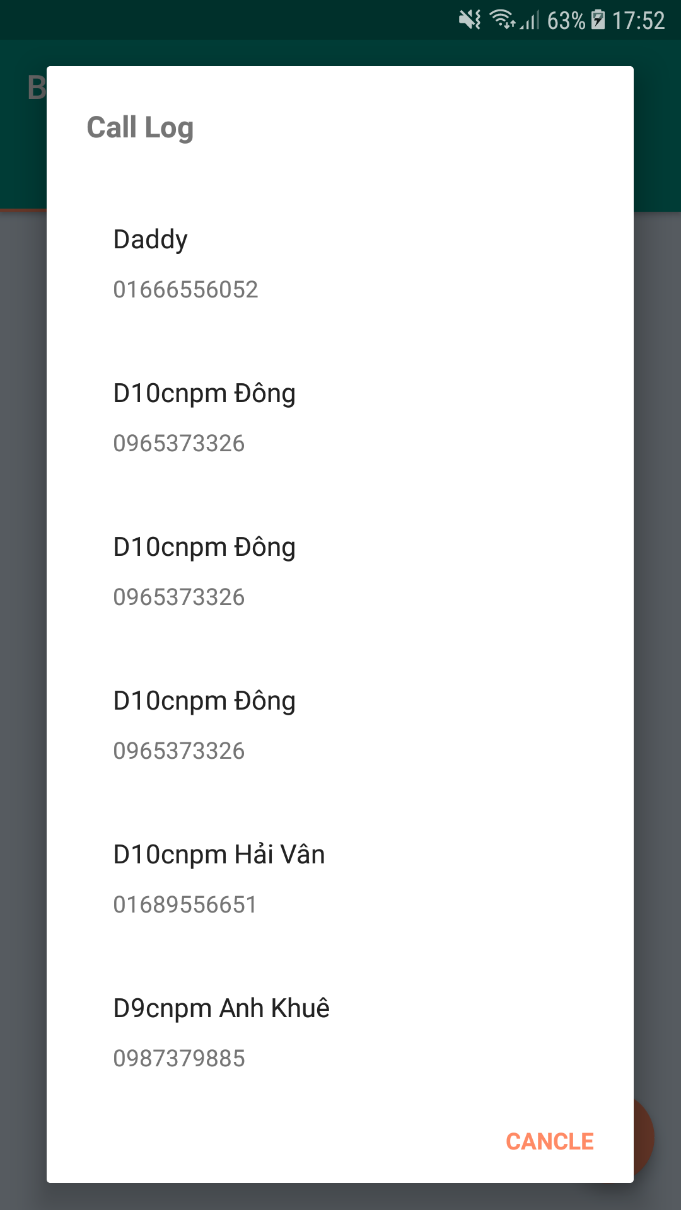 63% 17:52
B
Call Log
Daddy
01666556052
D10cnpm Đông
0965373326
D10cnpm Đông
0965373326
D10cnpm Đông
0965373326
D10cnpm Hải Vân
01689556651
D9cnpm Anh Khuê
0987379885
CANCLE